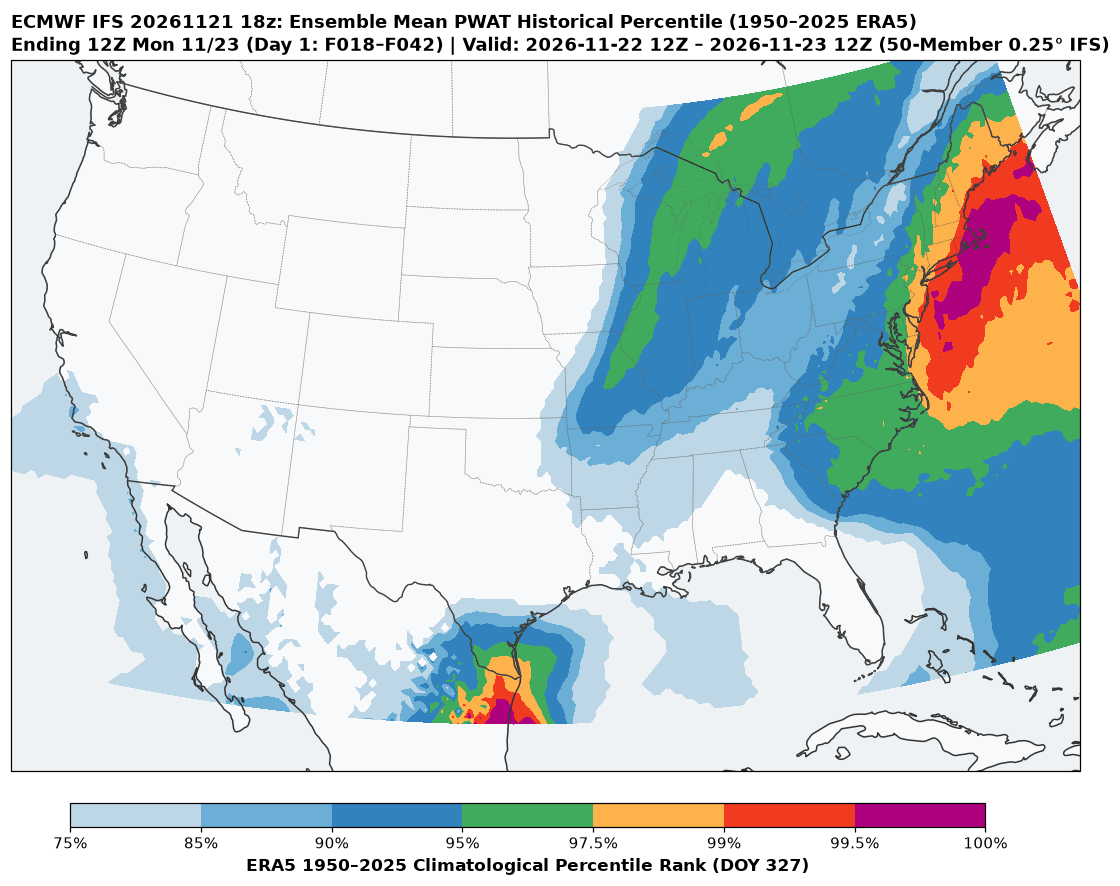 ECMWF IFS 20261121 18z: Ensemble Mean PWAT Historical Percentile (1950–2025 ERA5)
Ending 12Z Mon 11/23 (Day 1: F018–F042) | Valid: 2026-11-22 12Z – 2026-11-23 12Z (50-Member 0.25° IFS)
75% 85% 90% 95% 97.5% 99% 99.5% 100%
ERA5 1950–2025 Climatological Percentile Rank (DOY 327)